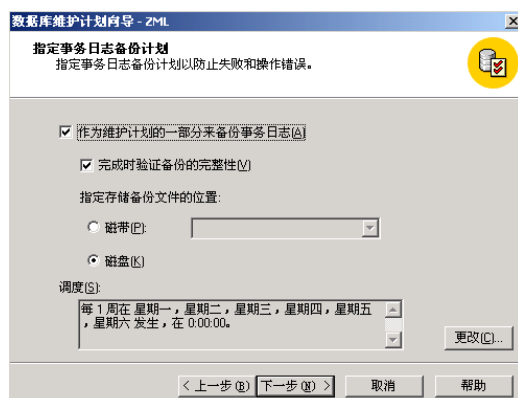 数据库维护计划向导 - ZML
指定事务日志备份计划
指定事务日志备份计划以防止失败和操作错误。
作为维护计划的一部分来备份事务日志(A)
完成时验证备份的完整性(V)
指定存储备份文件的位置:
磁带(P):
磁盘(K)
调度(S):
每 1 周在 星期一，星期二，星期三，星期四，星期五
，星期六 发生，在 0:00:00。
更改(C)...
< 上一步(B) 下一步(N) > 取消 帮助